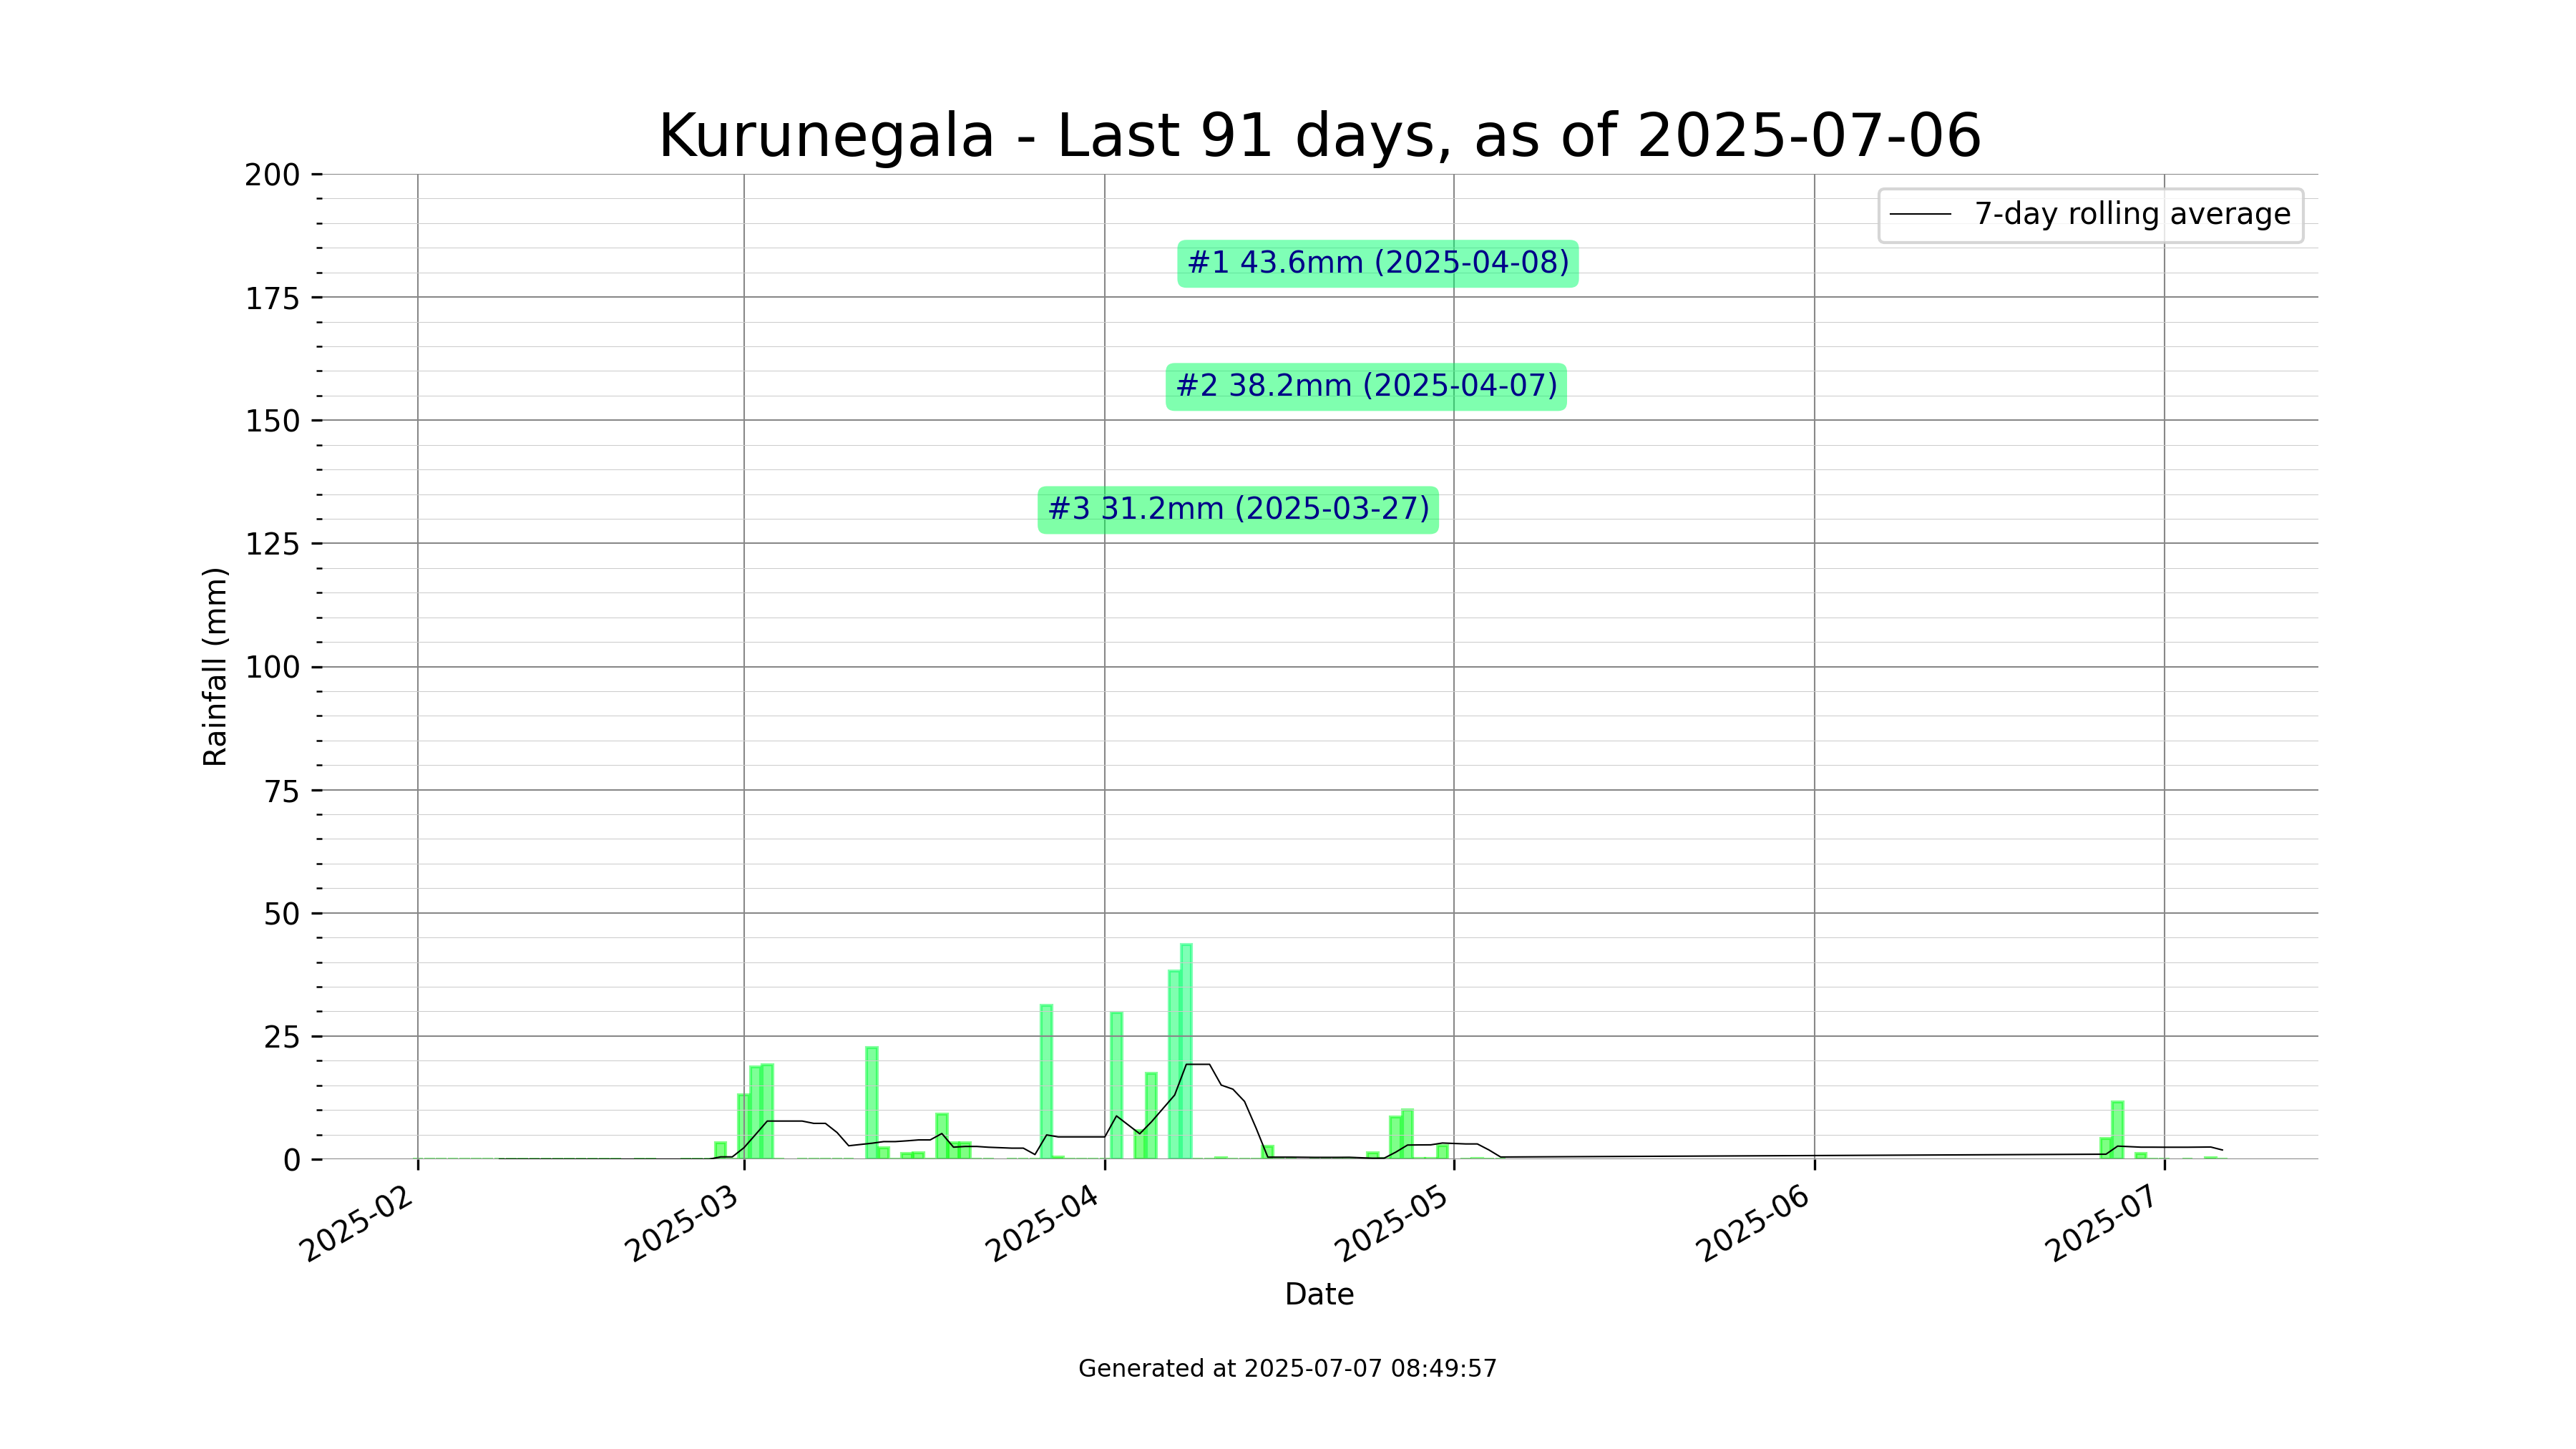 Kurunegala - Last 91 days, as of 2025-07-06
7-day rolling average
#1 43.6mm (2025-04-08)
#2 38.2mm (2025-04-07)
#3 31.2mm (2025-03-27)
Rainfall (mm)
200
175
150
125
100
75
50
25
0
2025-02
2025-03
2025-04
2025-05
2025-06
2025-07
Date
Generated at 2025-07-07 08:49:57